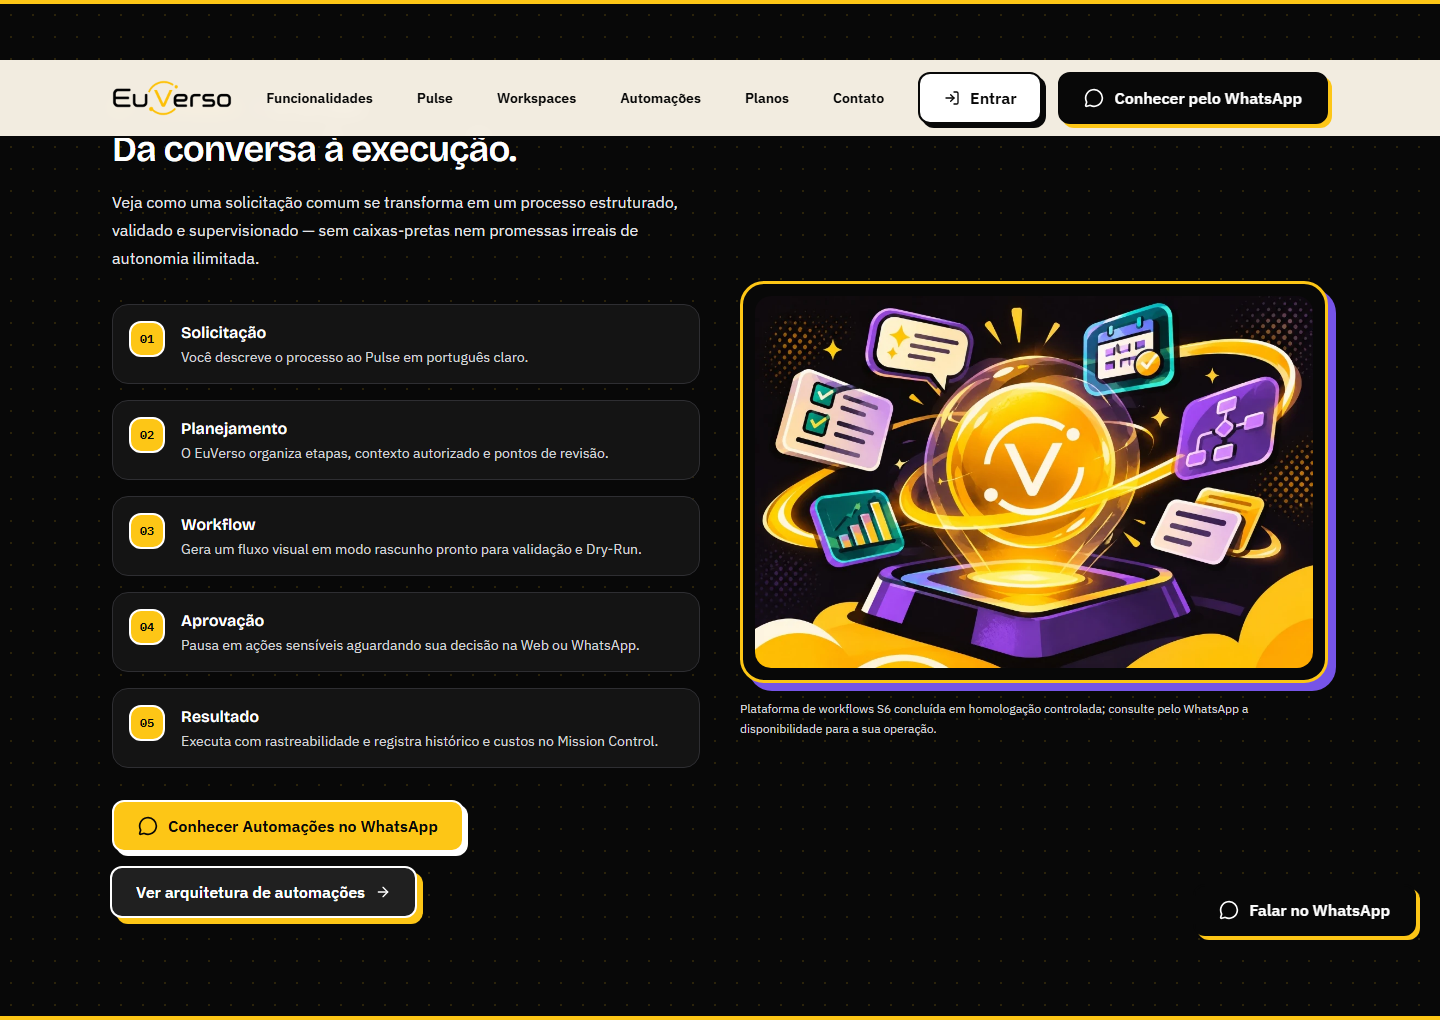 EuVerso
Funcionalidades
Pulse
Workspaces
Automações
Planos
Contato
Entrar
Conhecer pelo WhatsApp
Da conversa à execução.
Veja como uma solicitação comum se transforma em um processo estruturado,
validado e supervisionado — sem caixas-pretas nem promessas irreais de
autonomia ilimitada.
01
Solicitação
Você descreve o processo ao Pulse em português claro.
02
Planejamento
O EuVerso organiza etapas, contexto autorizado e pontos de revisão.
03
Workflow
Gera um fluxo visual em modo rascunho pronto para validação e Dry-Run.
04
Aprovação
Pausa em ações sensíveis aguardando sua decisão na Web ou WhatsApp.
05
Resultado
Executa com rastreabilidade e registra histórico e custos no Mission Control.
V
Plataforma de workflows S6 concluída em homologação controlada; consulte pelo WhatsApp a
disponibilidade para a sua operação.
Conhecer Automações no WhatsApp
Ver arquitetura de automações
Falar no WhatsApp